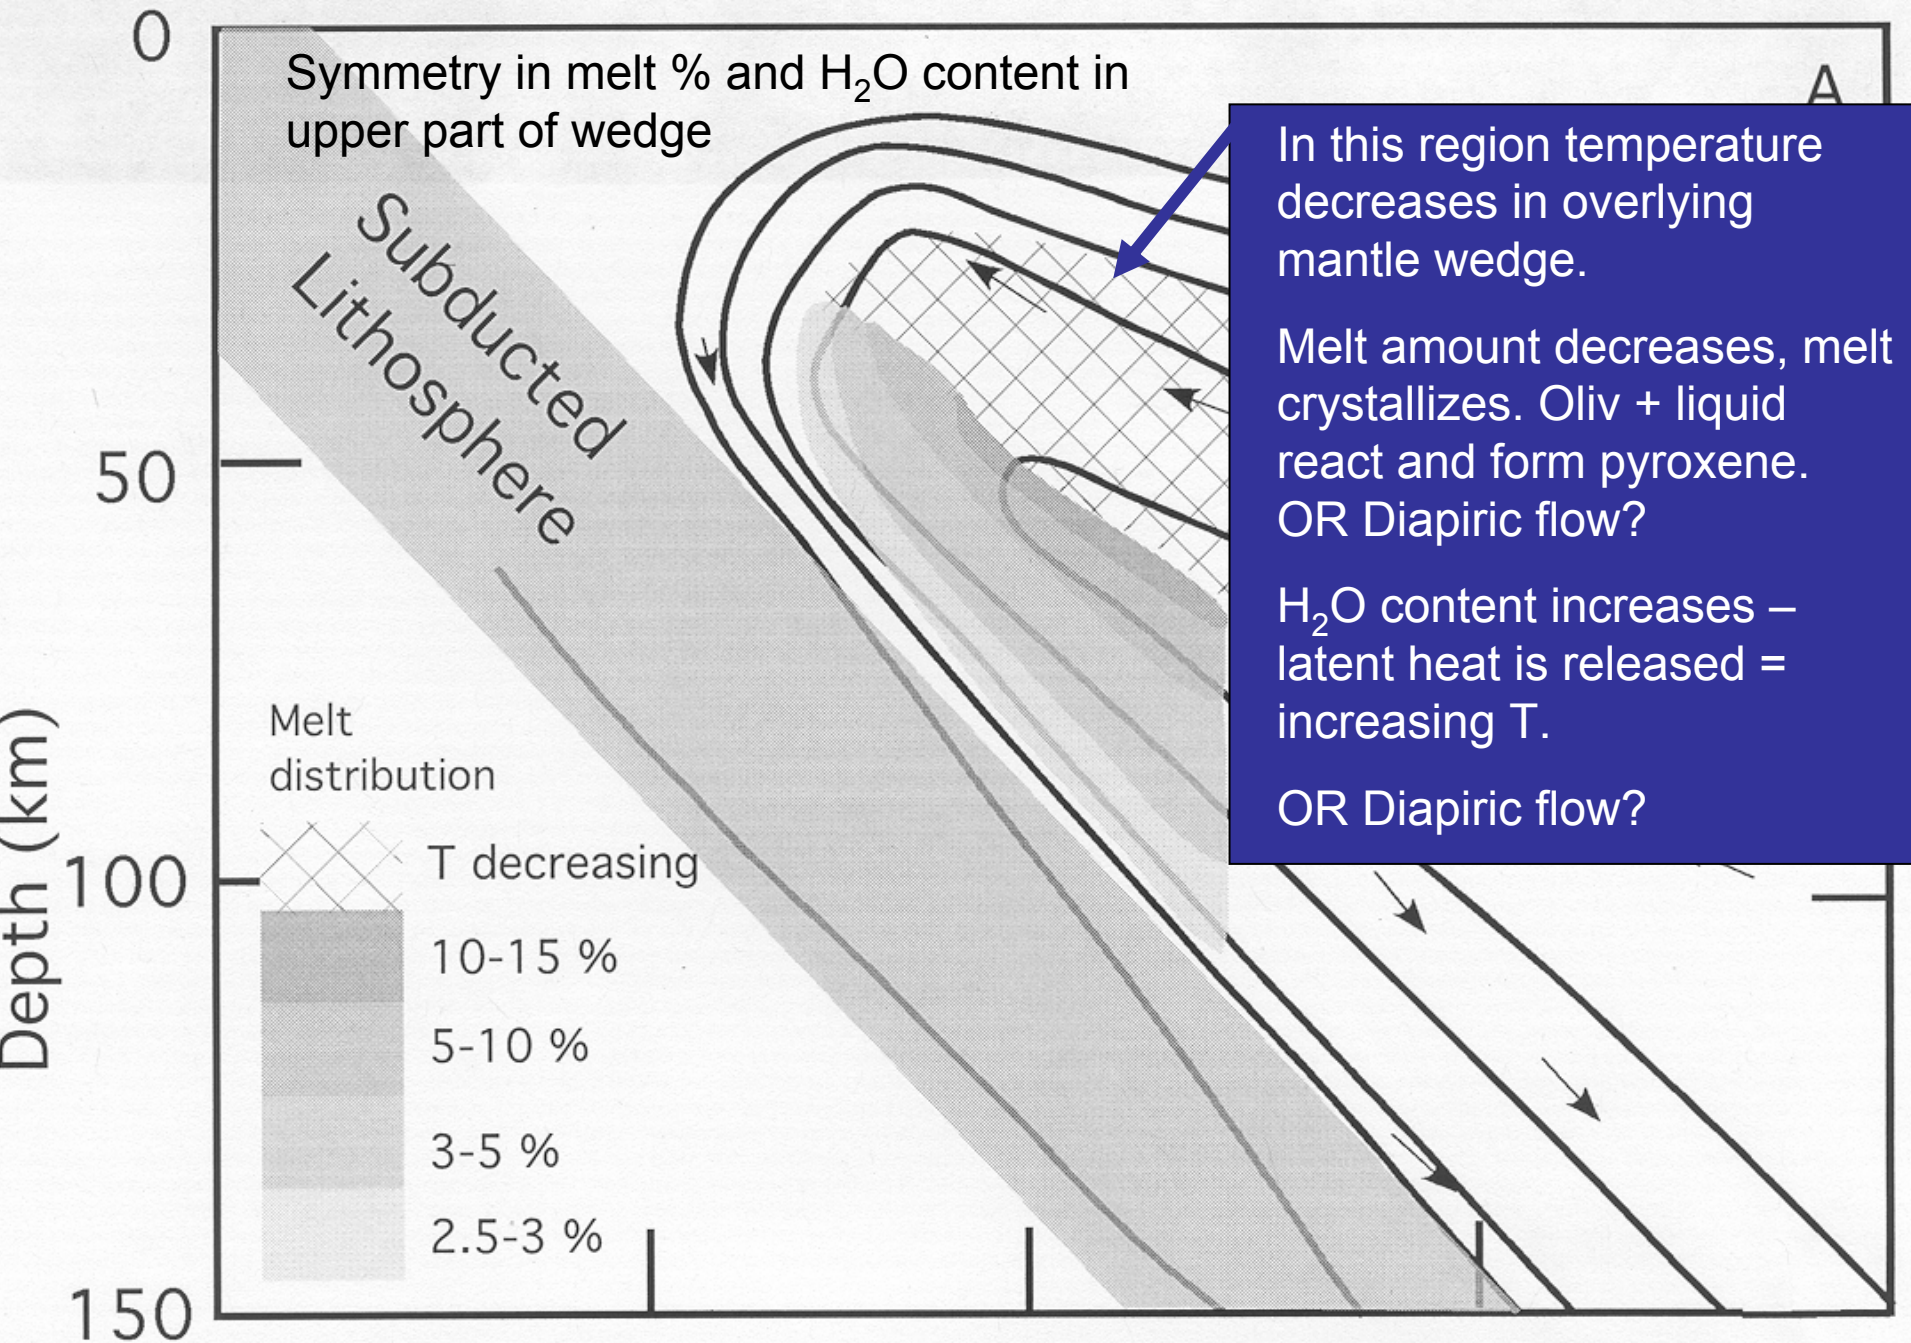 0
Symmetry in melt % and H₂O content in
upper part of wedge
A
In this region temperature
decreases in overlying
mantle wedge.
Melt amount decreases, melt
crystallizes. Oliv + liquid
react and form pyroxene.
OR Diapiric flow?
H₂O content increases –
latent heat is released =
increasing T.
OR Diapiric flow?
Subducted
Lithosphere
50
Depth (km)
100
150
Melt
distribution
T decreasing
10-15 %
5-10 %
3-5 %
2.5-3 %